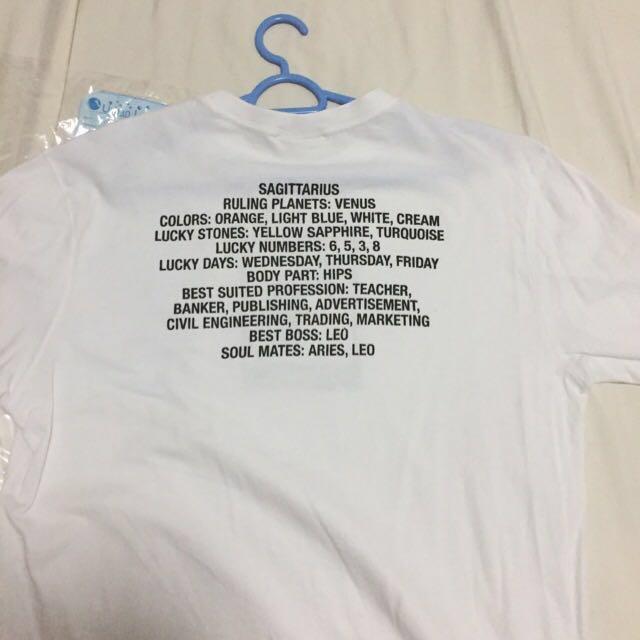 SAGITTARIUS
RULING PLANETS: VENUS
COLORS: ORANGE, LIGHT BLUE, WHITE, CREAM
LUCKY STONES: YELLOW SAPPHIRE, TURQUOISE
LUCKY NUMBERS: 6, 5, 3, 8
LUCKY DAYS: WEDNESDAY, THURSDAY, FRIDAY
BODY PART: HIPS
BEST SUITED PROFESSION: TEACHER,
BANKER, PUBLISHING, ADVERTISEMENT,
CIVIL ENGINEERING, TRADING, MARKETING
BEST BOSS: LEO
SOUL MATES: ARIES, LEO